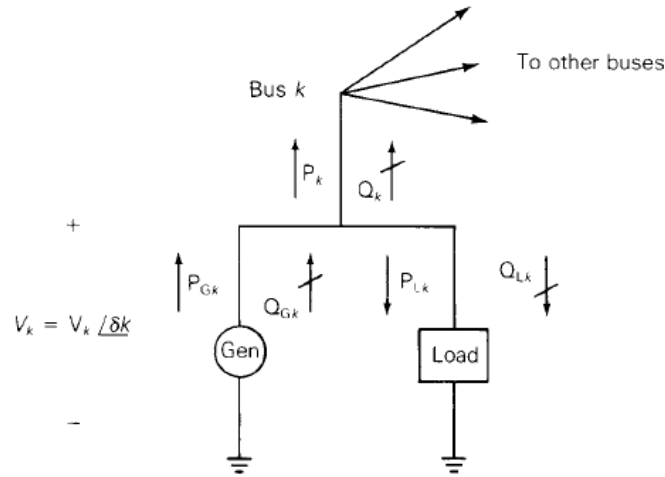 To other buses
Bus k
P_k
Q_k
+
P_Gk
Q_Gk
P_Lk
Q_Lk
V_k = V_k /δk
Gen
Load
−